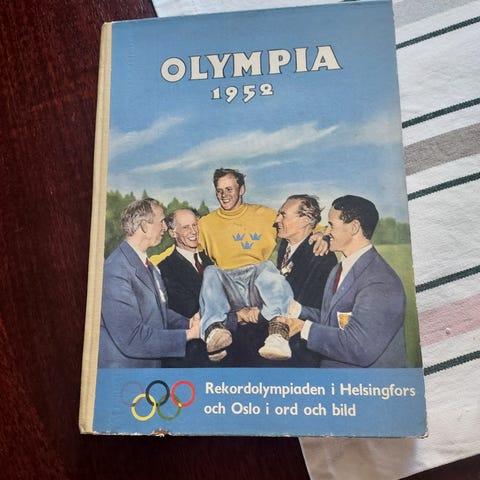 OLYMPIA
1952
Rekordolympiaden i Helsingfors
och Oslo i ord och bild